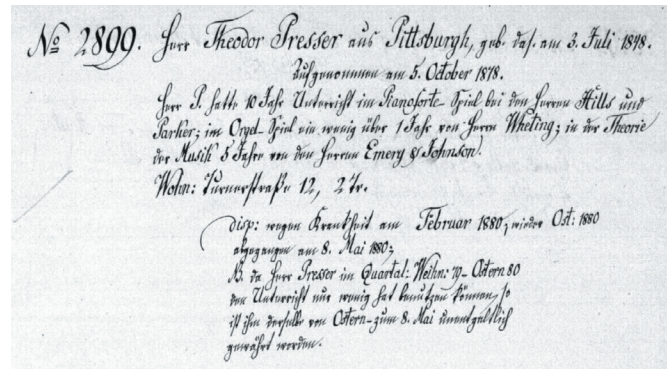 No 2899. Herr Theodor Presser aus Pittsburgh, geb. das. am 3. Juli 1848.
Aufgenommen am 5. October 1878.
Herr P. hatte 10 Jahr Unterricht im Pianoforte-Spiel bei den Herren Hills und
Parker; im Orgel-Spiel ein wenig über 1 Jahr von Herrn Wheting; in der Theorie
der Musik 5 Jahre von den Herren Emery & Johnson.
Wohn: Turnerstraße 12, 2 Tr.
disp: wegen Krankheit am Februar 1880, wieder Ost: 1880
abgegangen am 8. Mai 1880;
NB. da Herr Presser im Quartal: Weihn: 79-Ostern 80
den Unterricht nur wenig hat benützen können, so
ist ihm derselbe von Ostern-zum 8. Mai unentgeltlich
gewährt worden.